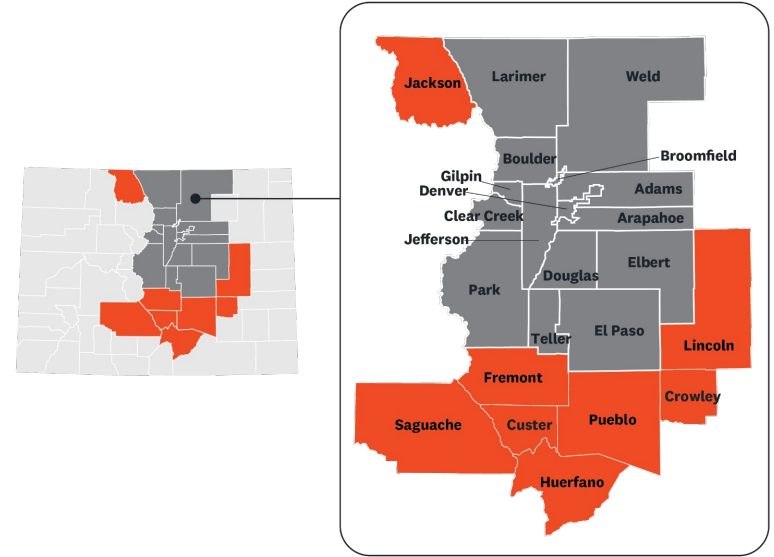 Jackson
Larimer
Weld
Boulder
Broomfield
Gilpin
Denver
Adams
Clear Creek
Arapahoe
Jefferson
Elbert
Douglas
Park
El Paso
Teller
Lincoln
Fremont
Crowley
Pueblo
Saguache
Custer
Huerfano